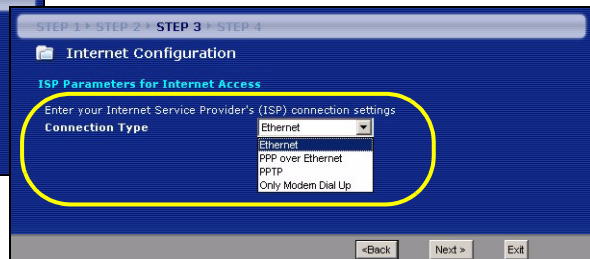 STEP 1 STEP 2 STEP 3 STEP 4
Internet Configuration
ISP Parameters for Internet Access
Enter your Internet Service Provider's (ISP) connection settings
Connection Type Ethernet
Ethernet
PPP over Ethernet
PPTP
Only Modem Dial Up
<Back Next > Exit